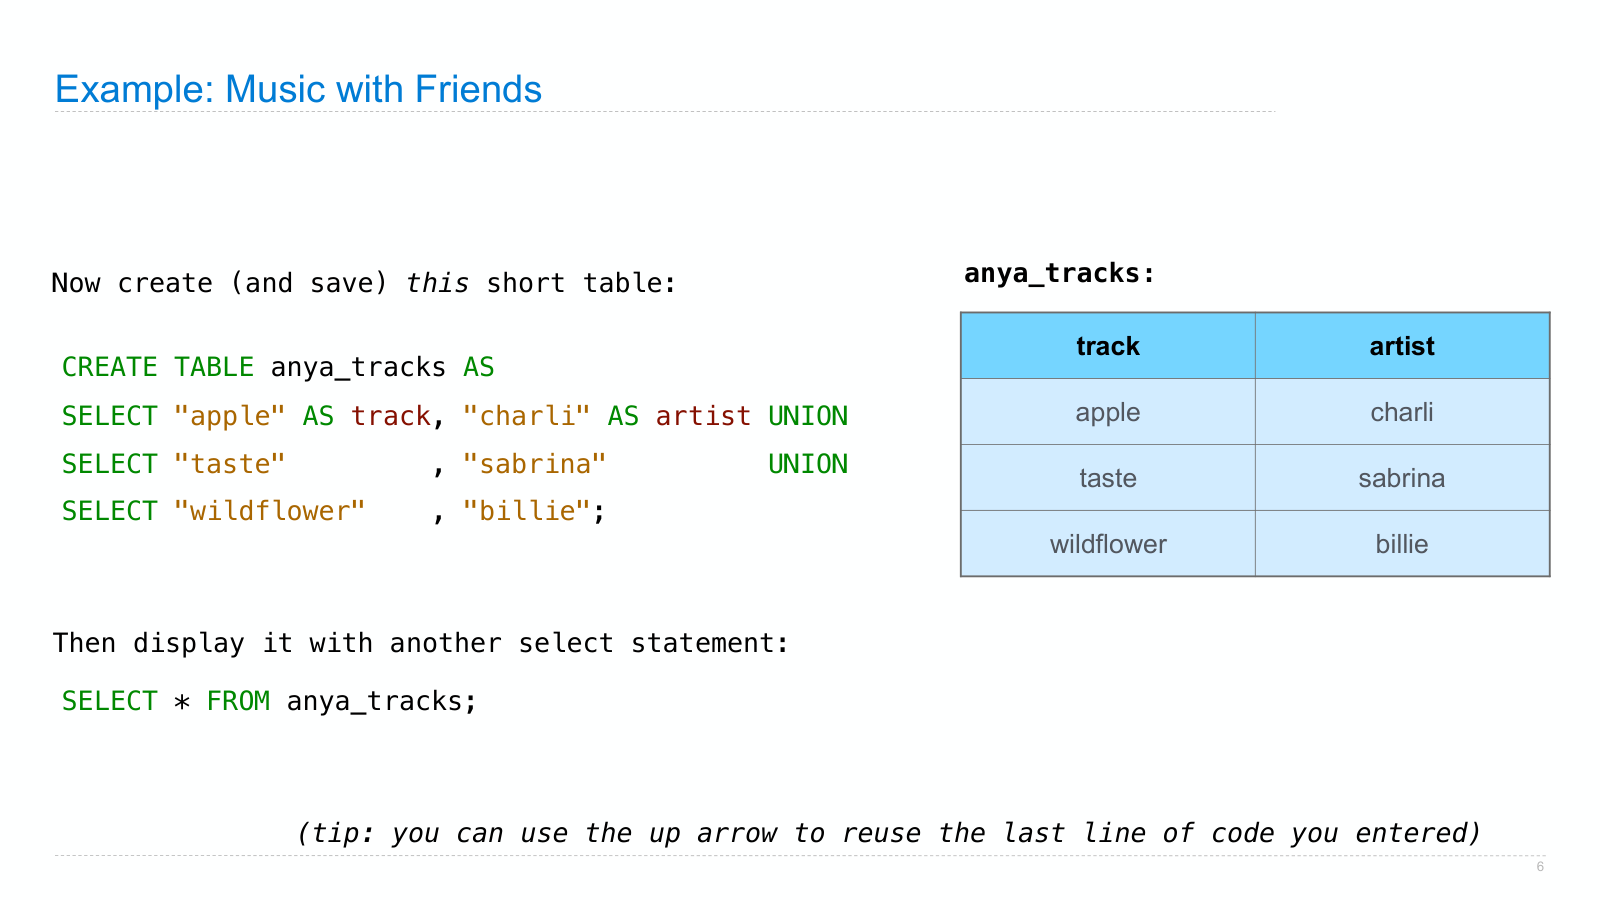 Example: Music with Friends
Now create (and save) this short table:
CREATE TABLE anya_tracks AS
SELECT "apple" AS track, "charli" AS artist UNION
SELECT "taste"         , "sabrina"          UNION
SELECT "wildflower"    , "billie";
Then display it with another select statement:
SELECT * FROM anya_tracks;
anya_tracks:
track artist
apple charli
taste sabrina
wildflower billie
(tip: you can use the up arrow to reuse the last line of code you entered)
6